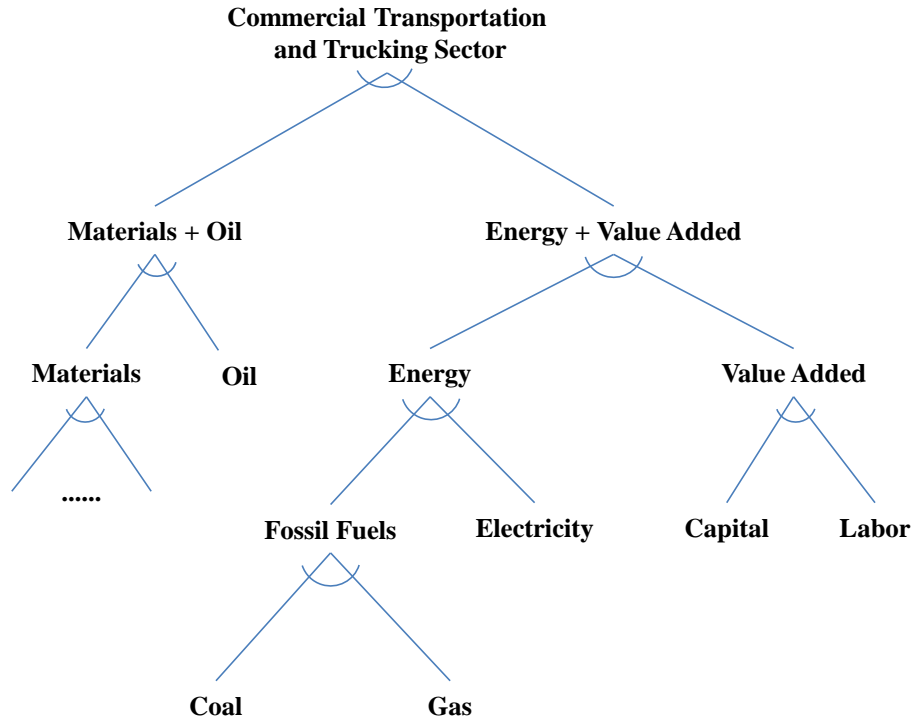 Commercial Transportation
and Trucking Sector
Materials + Oil
Energy + Value Added
Materials
Oil
Energy
Value Added
......
Fossil Fuels
Electricity
Capital
Labor
Coal
Gas